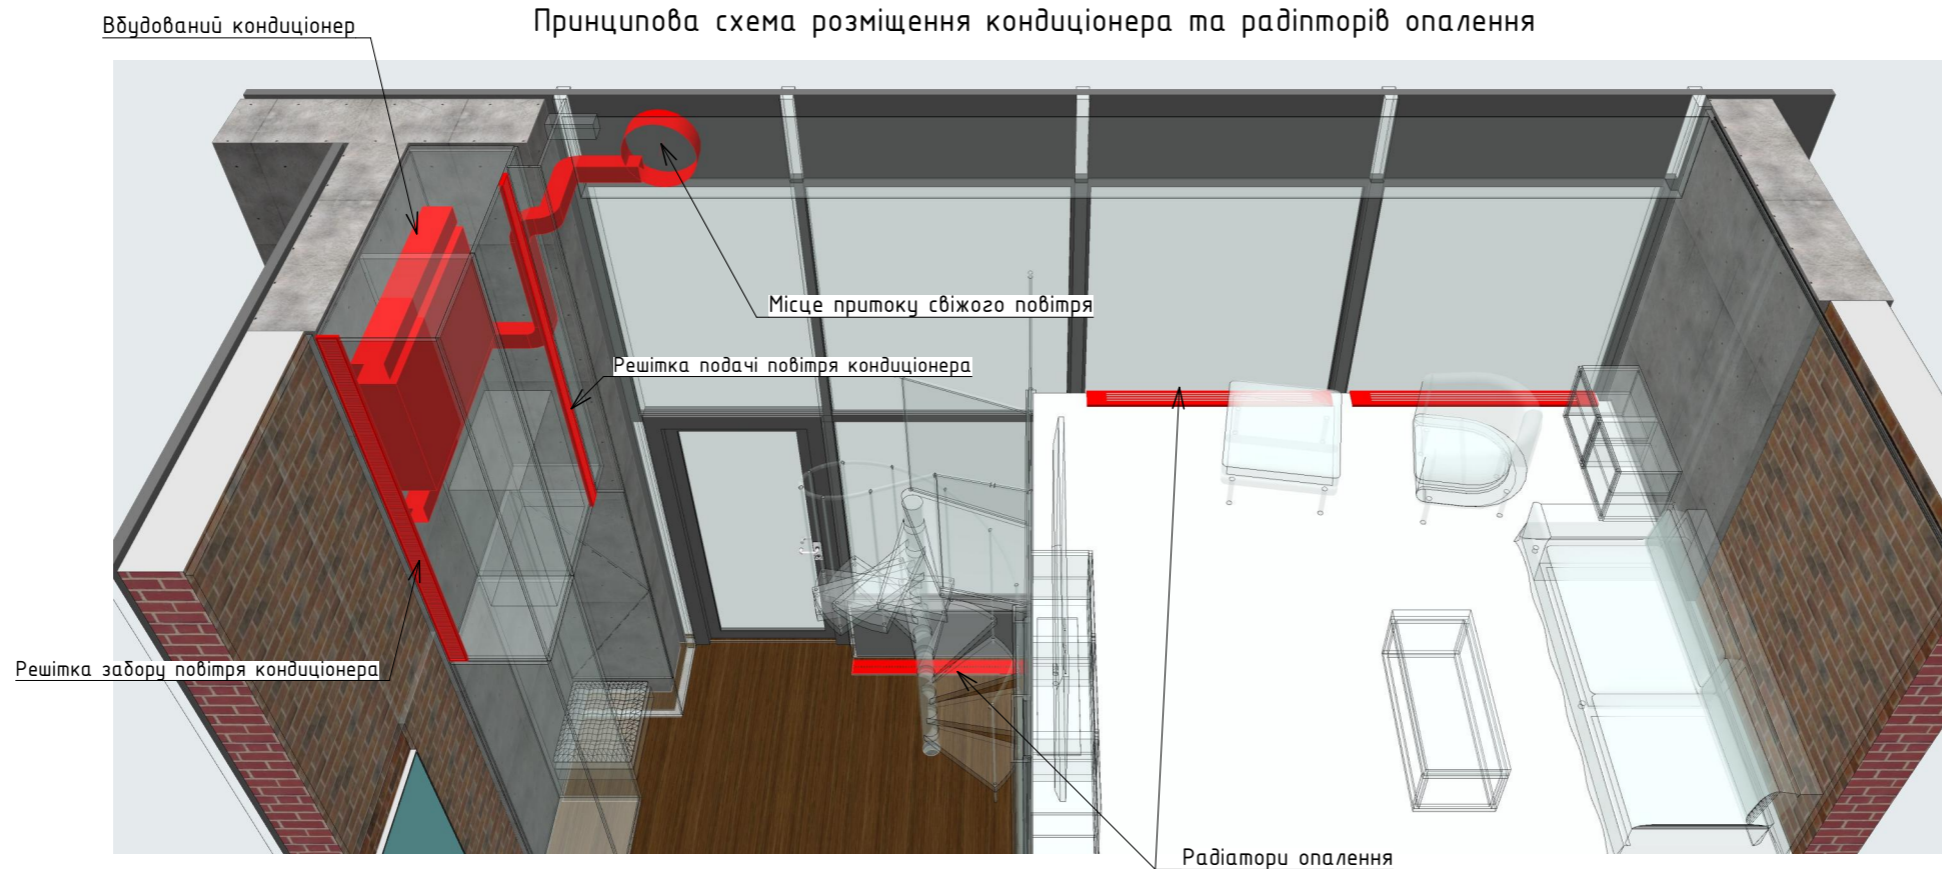 Принципова схема розміщення кондиціонера та радіпторів опалення
Вбудований кондиціонер
Місце притоку свіжого повітря
Решітка подачі повітря кондиціонера
Решітка забору повітря кондиціонера
Радіатори опалення